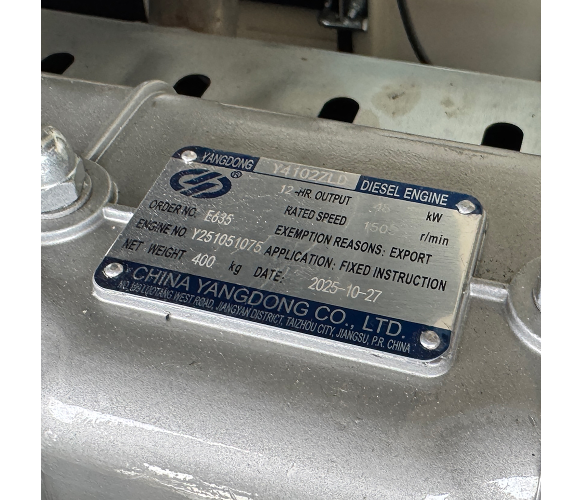 YANGDONG Y4102ZLD DIESEL ENGINE
®
12-HR OUTPUT 48 kW
ORDER NO. E635 RATED SPEED 150 r/min
ENGINE NO Y251051075 EXEMPTION REASONS: EXPORT
NET WEIGHT 400 kg APPLICATION: FIXED INSTRUCTION
DATE: 2025-10-27
CHINA YANGDONG CO., LTD.
LUOTANG WEST ROAD, JIANGYAN DISTRICT, TAIZHOU CITY, JIANGSU, P.R. CHINA